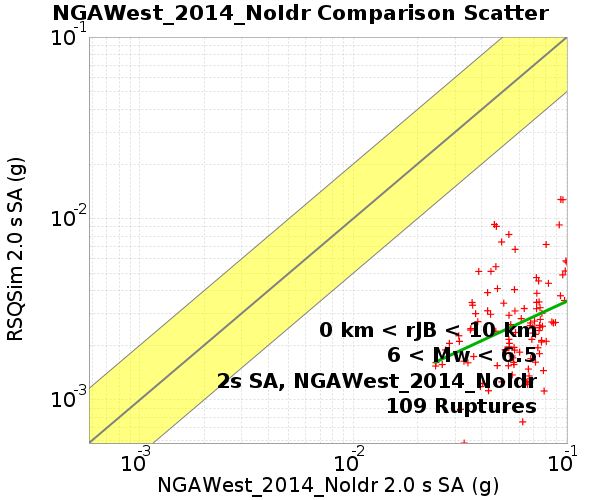 NGAWest_2014_NoIdr Comparison Scatter
RSQSim 2.0 s SA (g)
10-1
10-2
10-3
0 km < rJB < 10 km
6 < Mw < 6.5
2s SA, NGAWest_2014_NoIdr
109 Ruptures
10-3 10-2 10-1
NGAWest_2014_NoIdr 2.0 s SA (g)